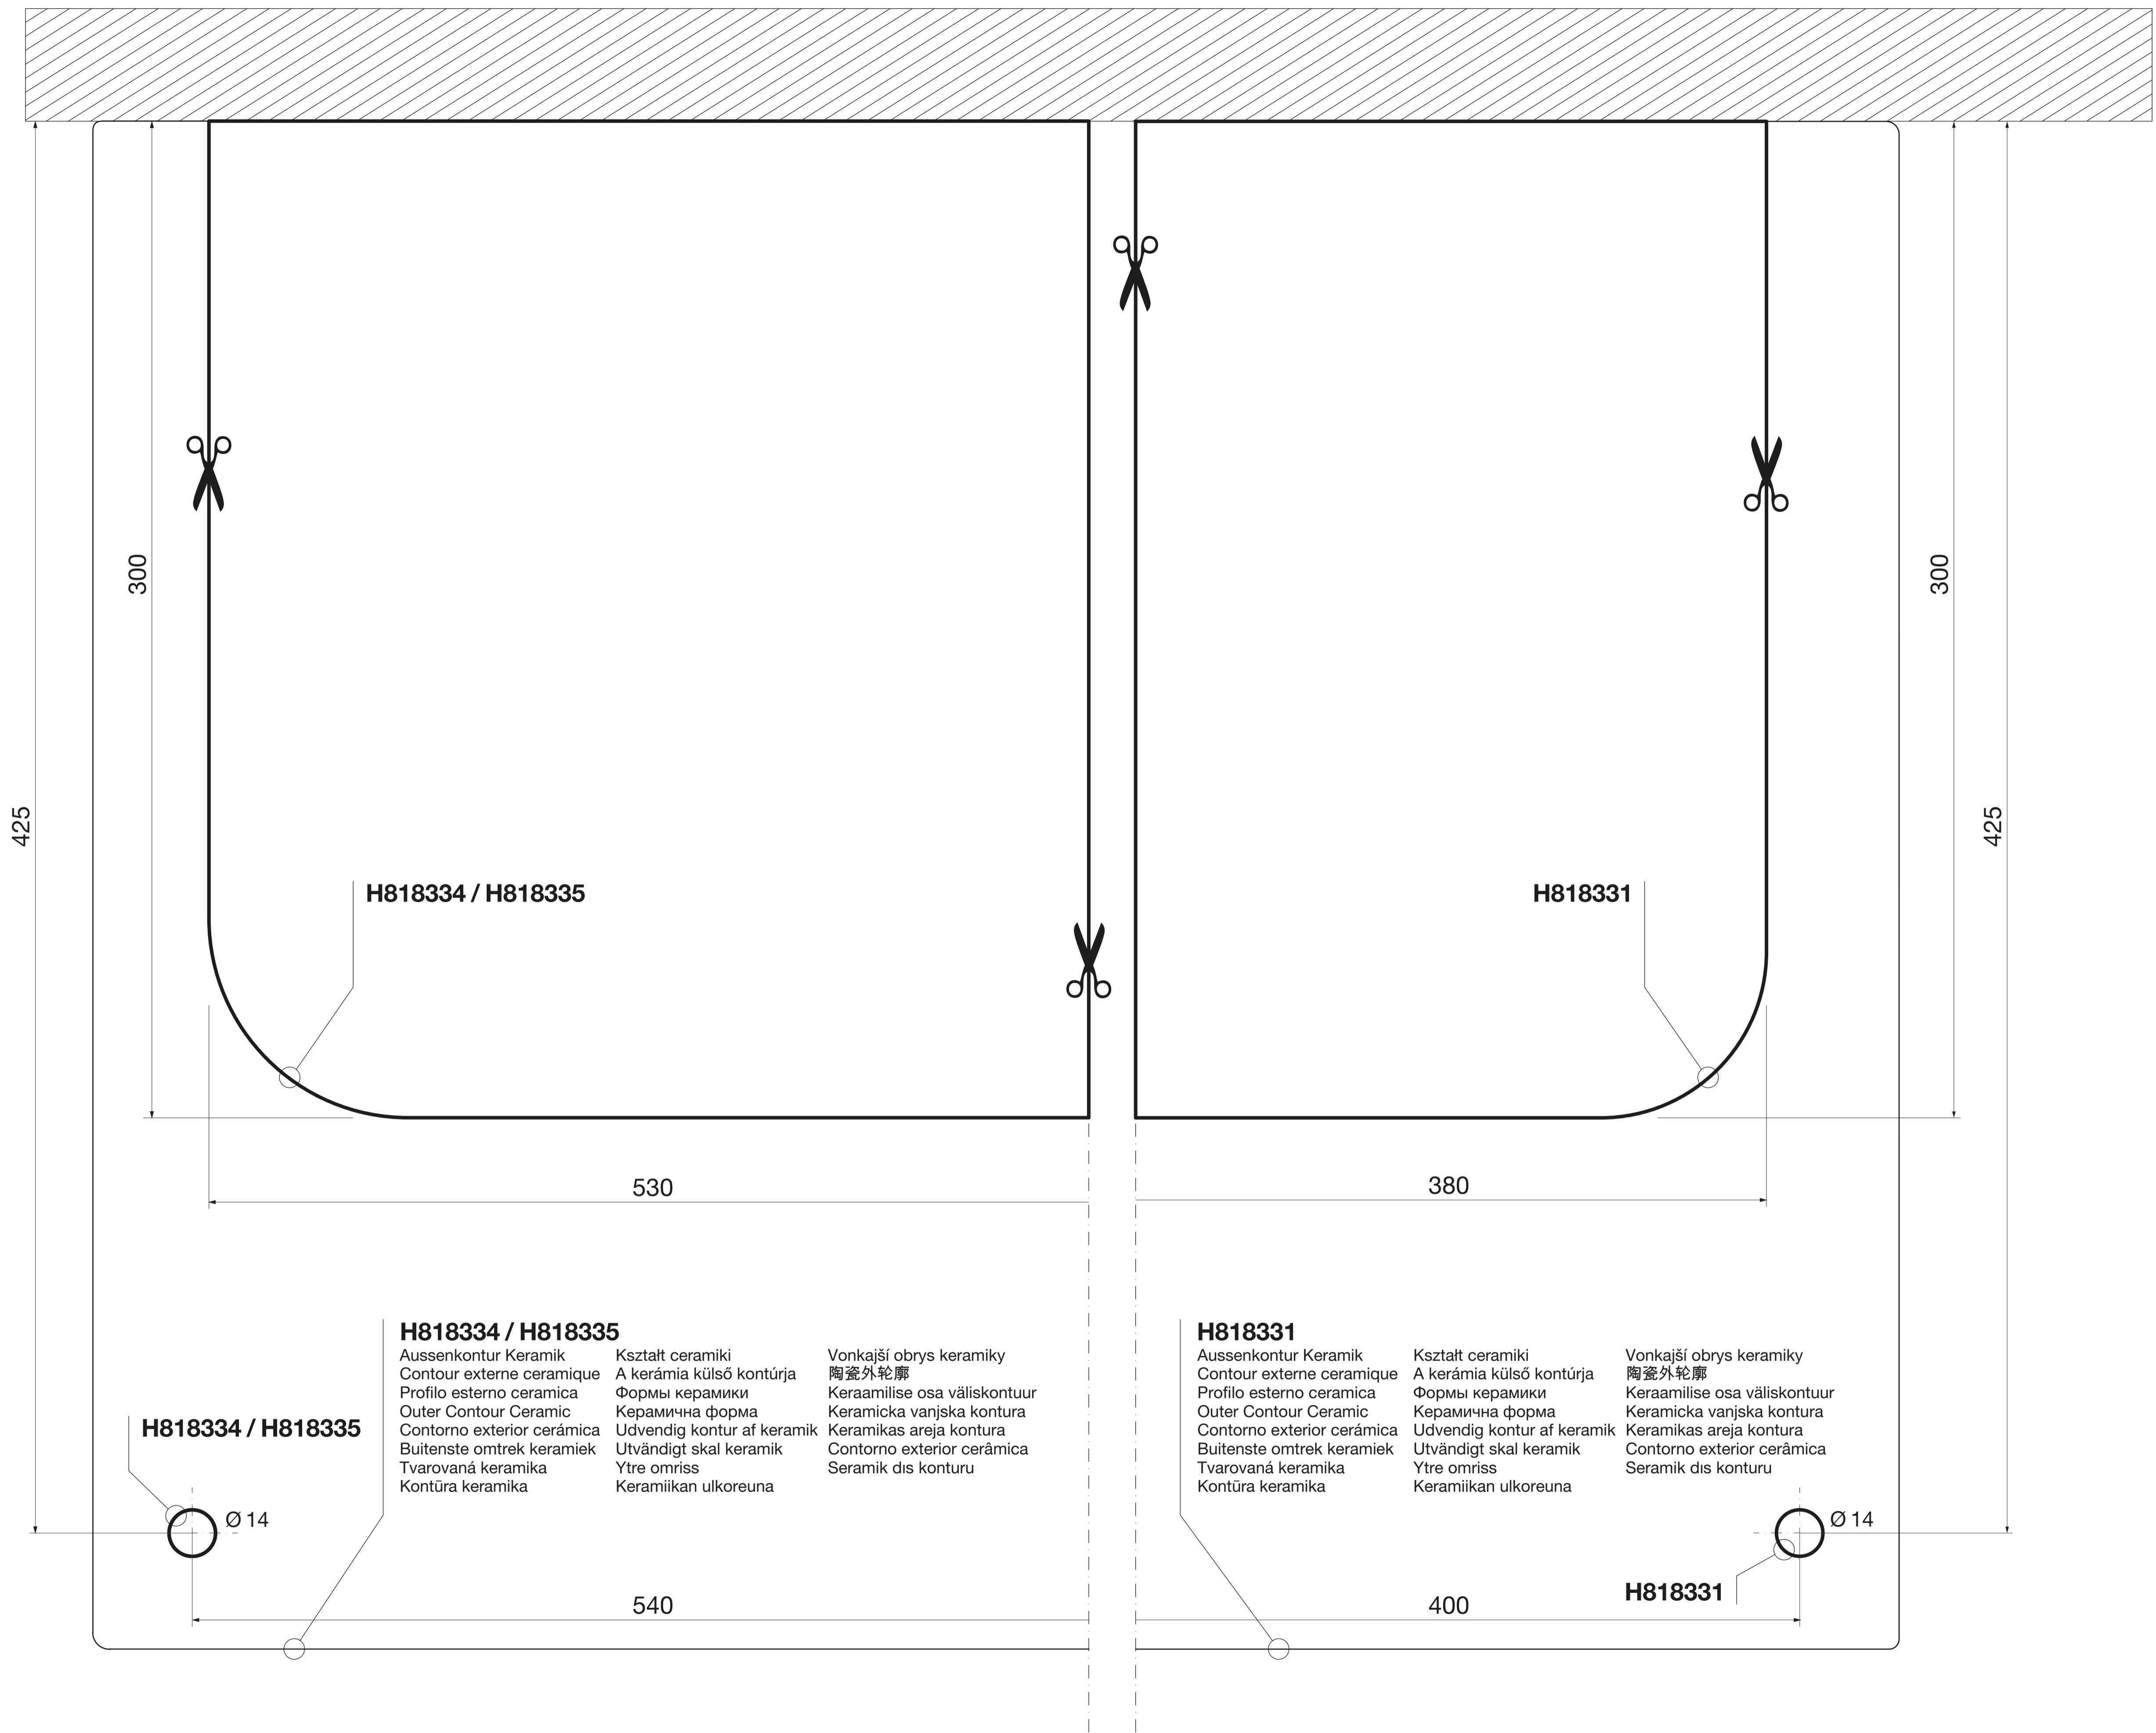 300
300
425
425
H818334 / H818335
H818331
530
380
H818334 / H818335
Aussenkontur Keramik
Contour externe ceramique
Profilo esterno ceramica
Outer Contour Ceramic
Contorno exterior cerámica
Buitenste omtrek keramiek
Tvarovaná keramika
Kontūra keramika
Kształt ceramiki
A kerámia külső kontúrja
Формы керамики
Керамична форма
Udvendig kontur af keramik
Utvändigt skal keramik
Ytre omriss
Keramiikan ulkoreuna
Vonkajší obrys keramiky
陶瓷外轮廓
Keraamilise osa väliskontuur
Keramicka vanjska kontura
Keramikas areja kontura
Contorno exterior cerâmica
Seramik dıs konturu
H818331
Aussenkontur Keramik
Contour externe ceramique
Profilo esterno ceramica
Outer Contour Ceramic
Contorno exterior cerámica
Buitenste omtrek keramiek
Tvarovaná keramika
Kontūra keramika
Kształt ceramiki
A kerámia külső kontúrja
Формы керамики
Керамична форма
Udvendig kontur af keramik
Utvändigt skal keramik
Ytre omriss
Keramiikan ulkoreuna
Vonkajší obrys keramiky
陶瓷外轮廓
Keraamilise osa väliskontuur
Keramicka vanjska kontura
Keramikas areja kontura
Contorno exterior cerâmica
Seramik dıs konturu
H818334 / H818335
Ø 14
Ø 14
H818331
540
400